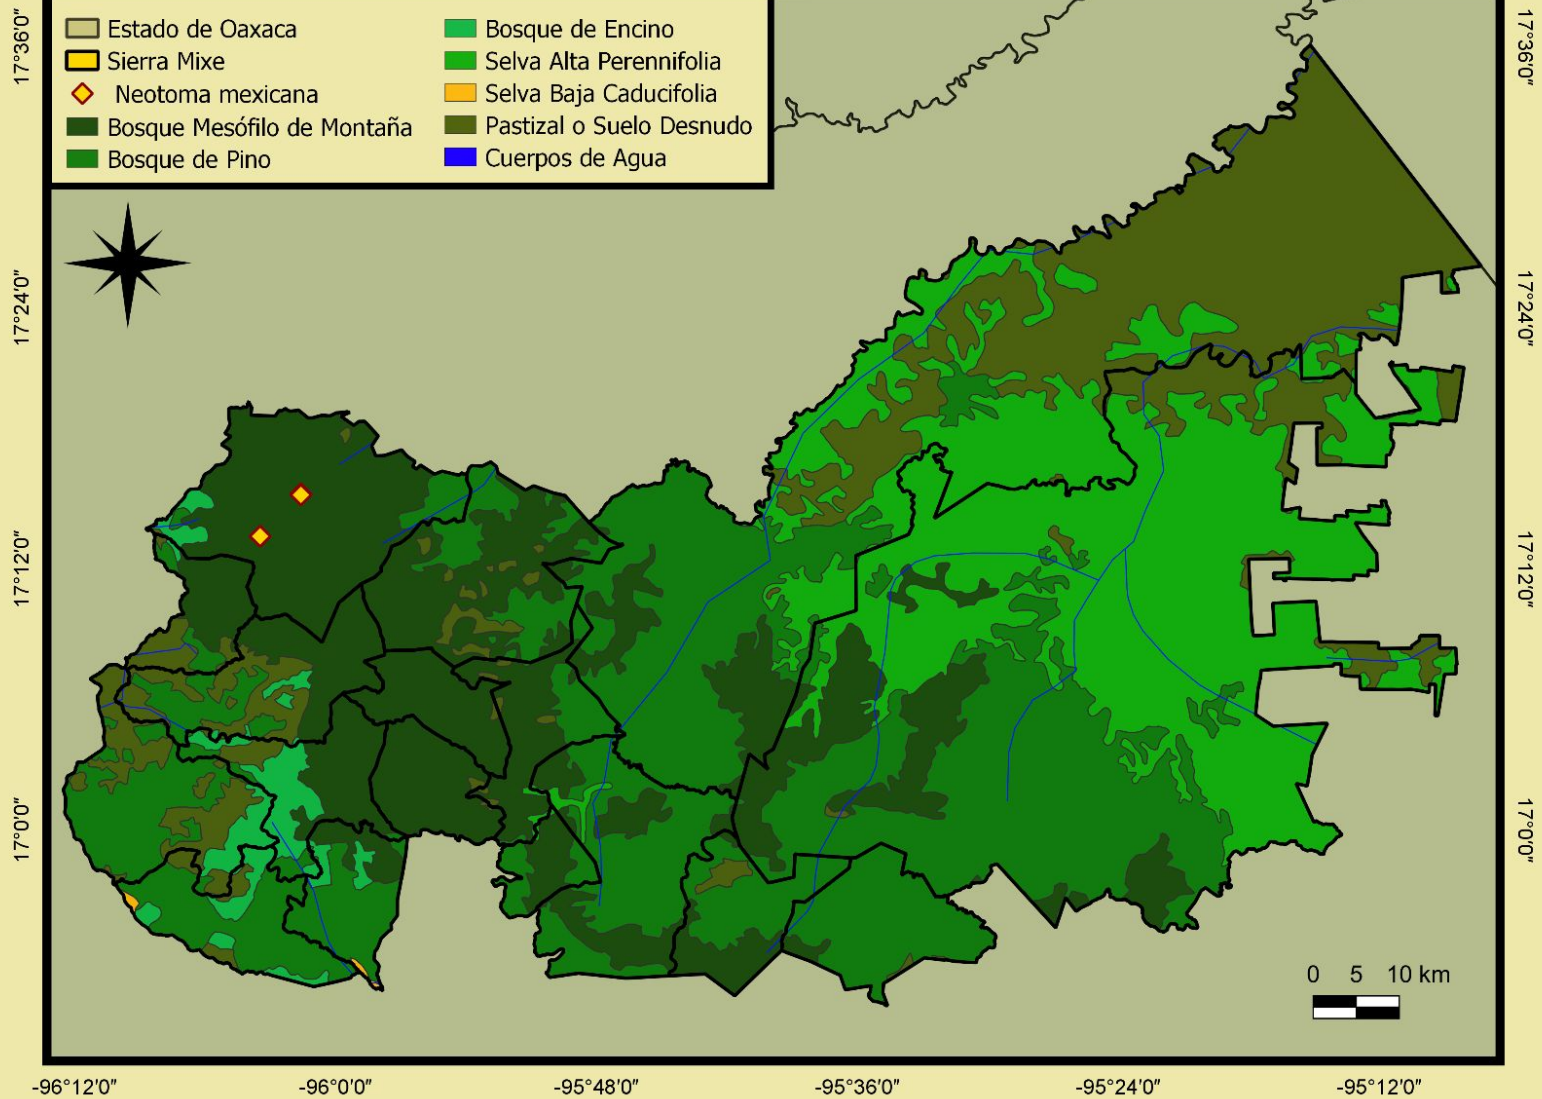 Estado de Oaxaca
Sierra Mixe
Neotoma mexicana
Bosque Mesófilo de Montaña
Bosque de Pino
Bosque de Encino
Selva Alta Perennifolia
Selva Baja Caducifolia
Pastizal o Suelo Desnudo
Cuerpos de Agua
17°36'0"
17°24'0"
17°12'0"
17°0'0"
17°36'0"
17°24'0"
17°12'0"
17°0'0"
0 5 10 km
-96°12'0" -96°0'0" -95°48'0" -95°36'0" -95°24'0" -95°12'0"